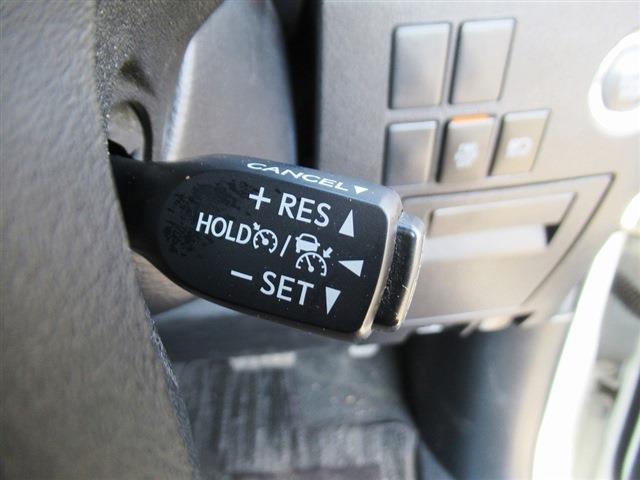 CANCEL▼
+ RES ▲
HOLD / ◀
− SET ▼